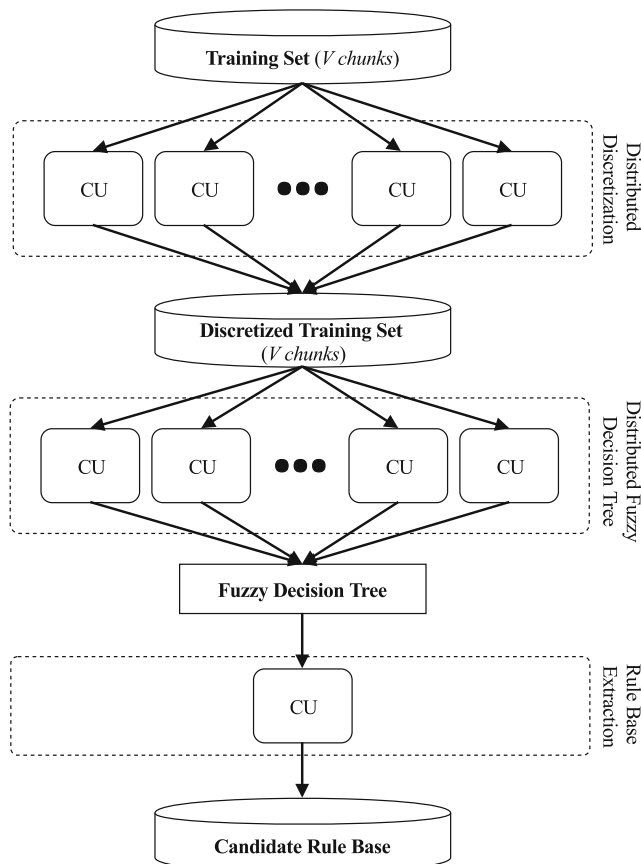 Training Set (V chunks)
Distributed
Discretization
CU
CU
CU
CU
Discretized Training Set
(V chunks)
Distributed Fuzzy
Decision Tree
CU
CU
CU
CU
Fuzzy Decision Tree
Rule Base
Extraction
CU
Candidate Rule Base